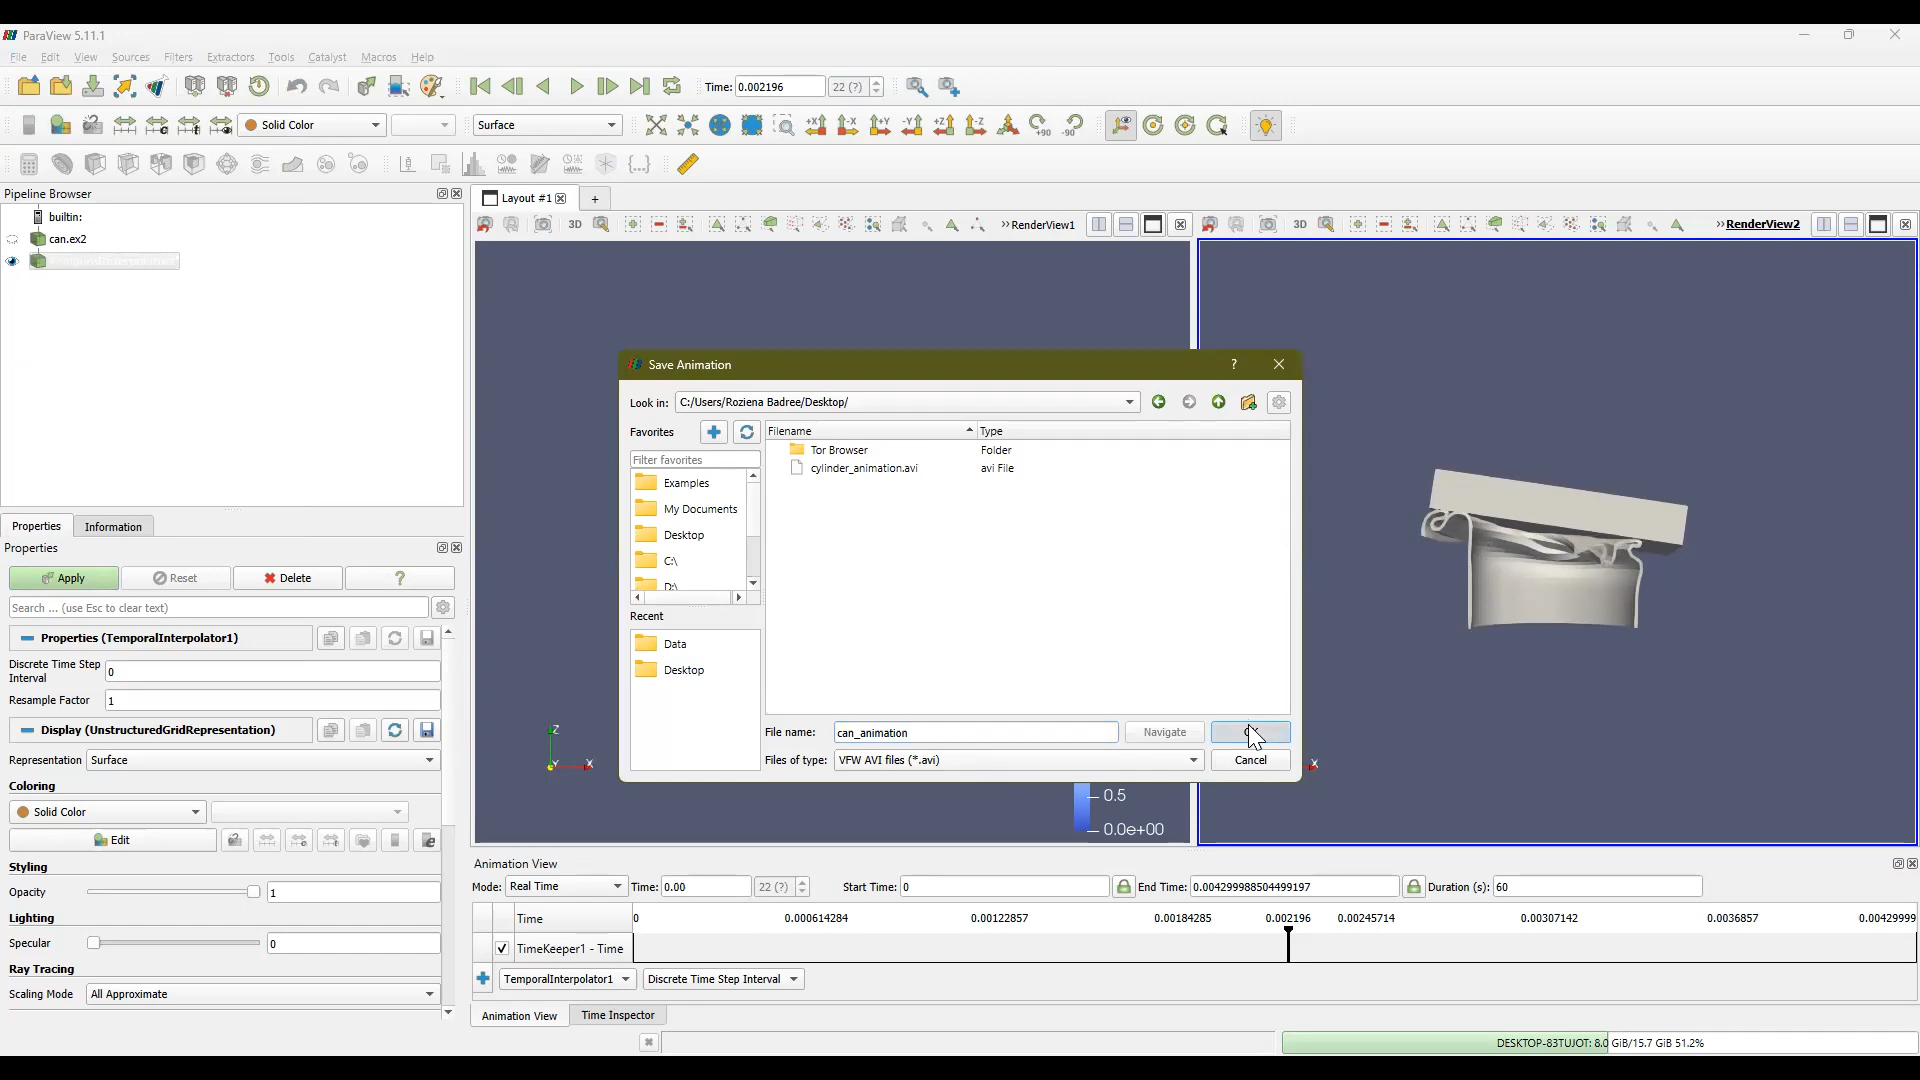 ParaView 5.11.1
File Edit View Sources Filters Extractors Tools Catalyst Macros Help
Time: 0.002196 22 (?)
Solid Color Surface +X -X +Y -Y +Z -Z +90 -90
Pipeline Browser
Layout #1
builtin:
3D RenderView1 3D RenderView2
can.ex2
Save Animation
Look in: C:/Users/Roziena Badree/Desktop/
Favorites
Filename Type
Filter favorites
Tor Browser Folder
cylinder_animation.avi avi File
Examples
My Documents
Desktop
C:\
D:\
Recent
Data
Desktop
File name: can_animation Navigate
Files of type: VFW AVI files (*.avi) Cancel
Properties Information
Properties
Apply Reset Delete ?
Search ... (use Esc to clear text)
Properties (TemporalInterpolator1)
Discrete Time Step
Interval 0
Resample Factor 1
Display (UnstructuredGridRepresentation)
Representation Surface
Coloring
Solid Color
Edit
Styling
Opacity 1
Lighting
Specular 0
Ray Tracing
Scaling Mode All Approximate
Z
Y X
X
0.5
0.0e+00
Animation View
Mode: Real Time Time: 0.00 22 (?) Start Time: 0 End Time: 0.004299988504499197 Duration (s): 60
Time 0 0.000614284 0.00122857 0.00184285 0.002196 0.00245714 0.00307142 0.0036857 0.00429999
TimeKeeper1 - Time
TemporalInterpolator1 Discrete Time Step Interval
Animation View Time Inspector
DESKTOP-83TUJOT: 8.0 GiB/15.7 GiB 51.2%